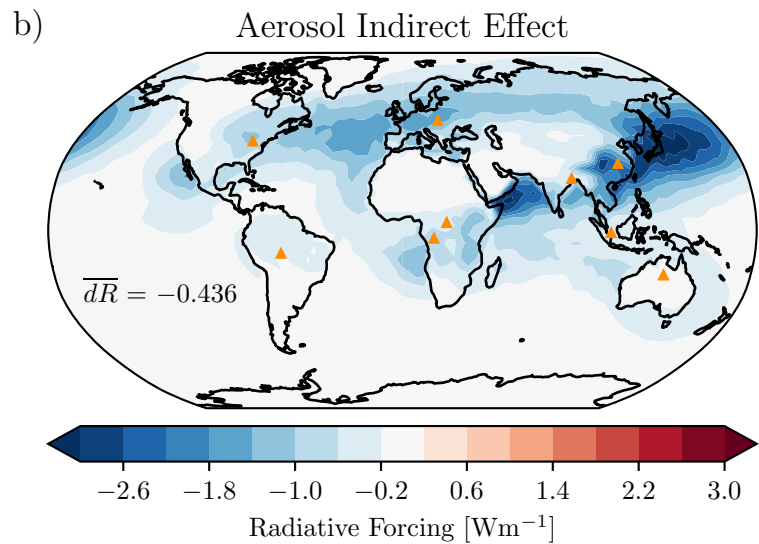 b)
Aerosol Indirect Effect
$\overline{dR} = -0.436$
−2.6 −1.8 −1.0 −0.2 0.6 1.4 2.2 3.0
Radiative Forcing [Wm⁻¹]